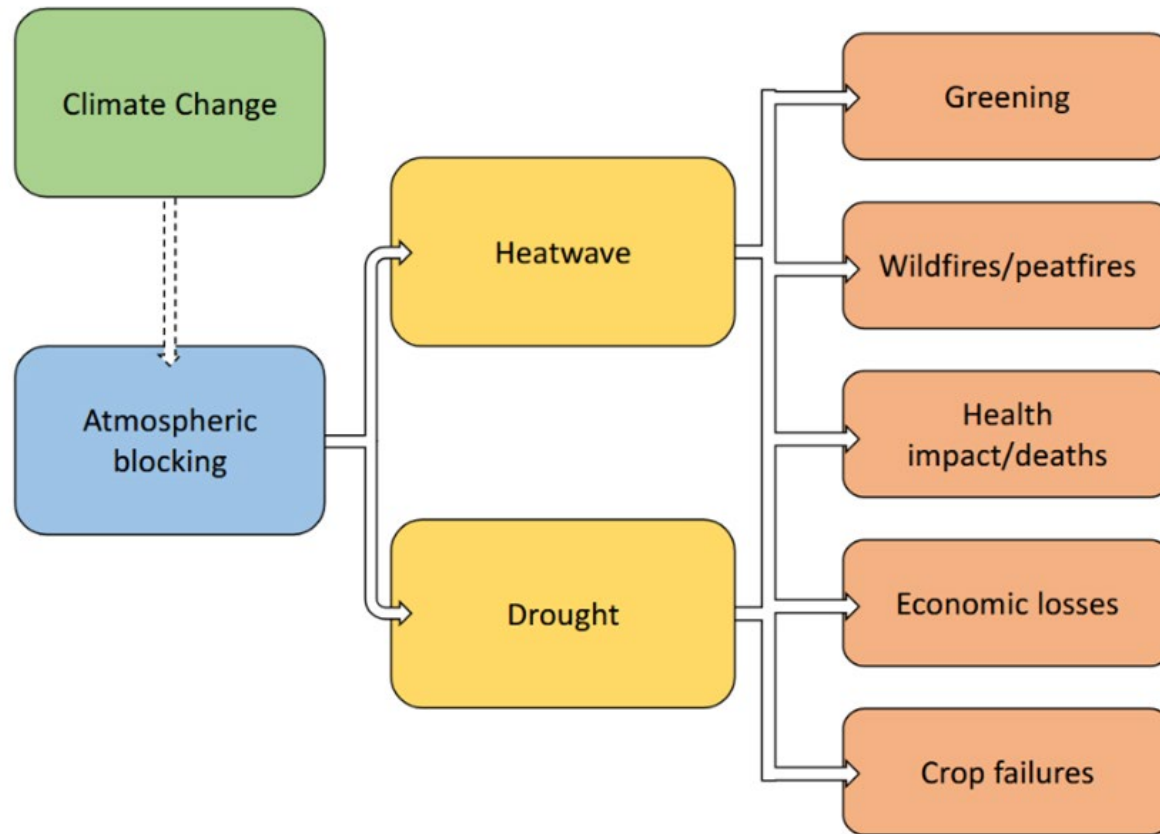 Climate Change
Atmospheric
blocking
Heatwave
Drought
Greening
Wildfires/peatfires
Health
impact/deaths
Economic losses
Crop failures